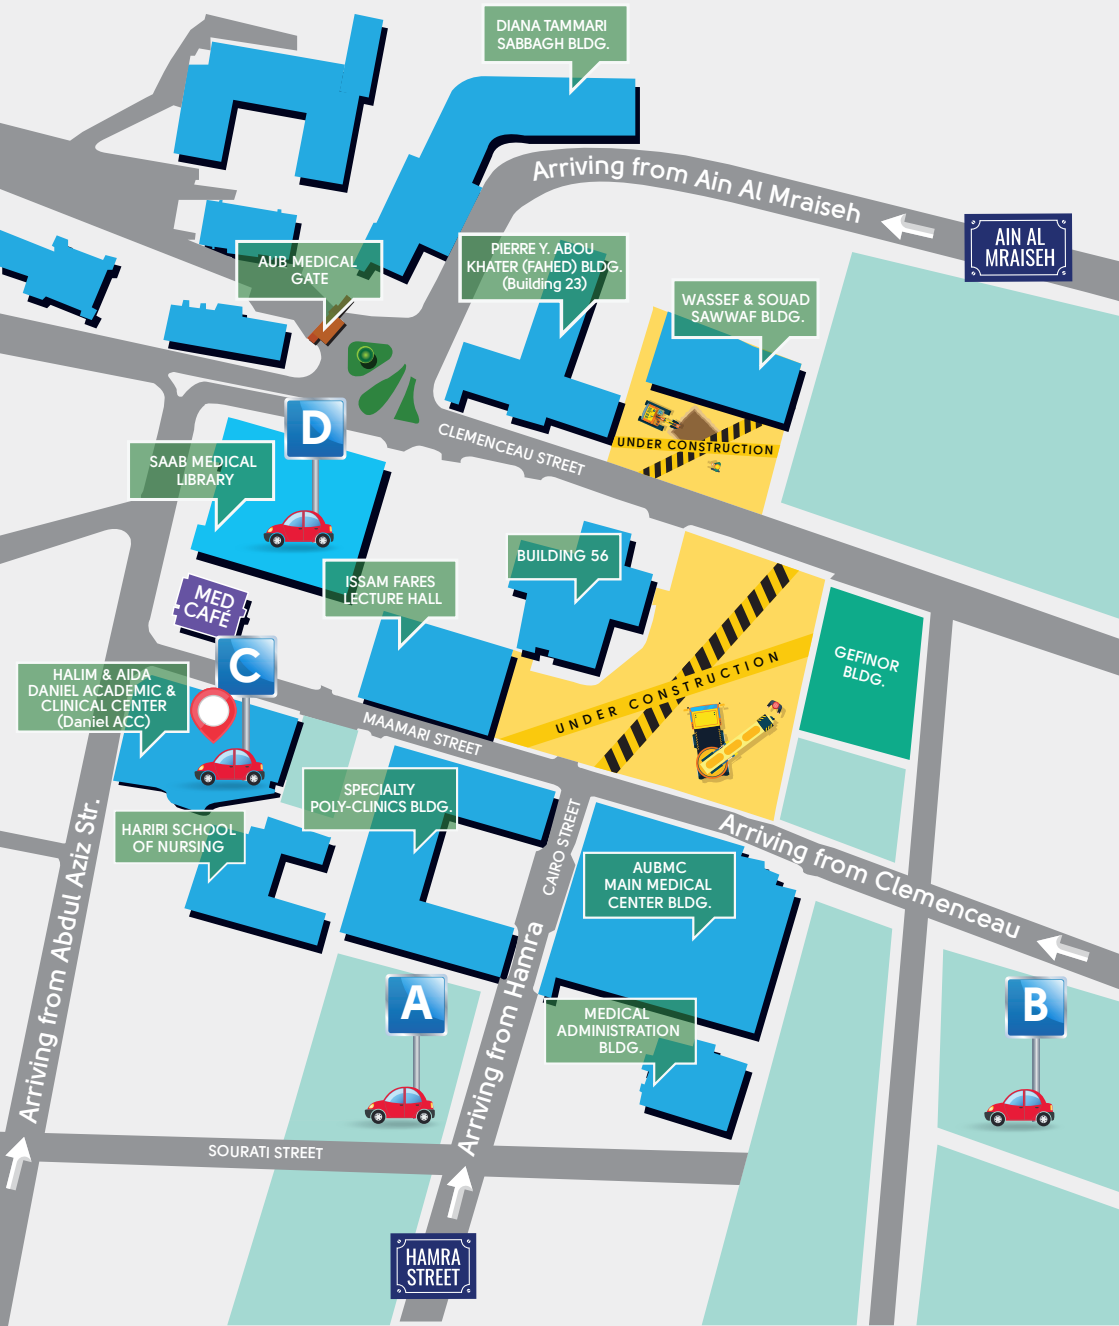 DIANA TAMMARI
SABBAGH BLDG.
Arriving from Ain Al Mraiseh
AIN AL
MRAISEH
AUB MEDICAL
GATE
PIERRE Y. ABOU
KHATER (FAHED) BLDG.
(Building 23)
WASSEF & SOUAD
SAWWAF BLDG.
UNDER CONSTRUCTION
CLEMENCEAU STREET
D
SAAB MEDICAL
LIBRARY
BUILDING 56
ISSAM FARES
LECTURE HALL
MED
CAFÉ
C
HALIM & AIDA
DANIEL ACADEMIC &
CLINICAL CENTER
(Daniel ACC)
GEFINOR
BLDG.
UNDER CONSTRUCTION
MAAMARI STREET
SPECIALTY
POLY-CLINICS BLDG.
HARIRI SCHOOL
OF NURSING
CAIRO STREET
Arriving from Clemenceau
AUBMC
MAIN MEDICAL
CENTER BLDG.
Arriving from Abdul Aziz Str.
Arriving from Hamra
A
B
MEDICAL
ADMINISTRATION
BLDG.
SOURATI STREET
HAMRA
STREET